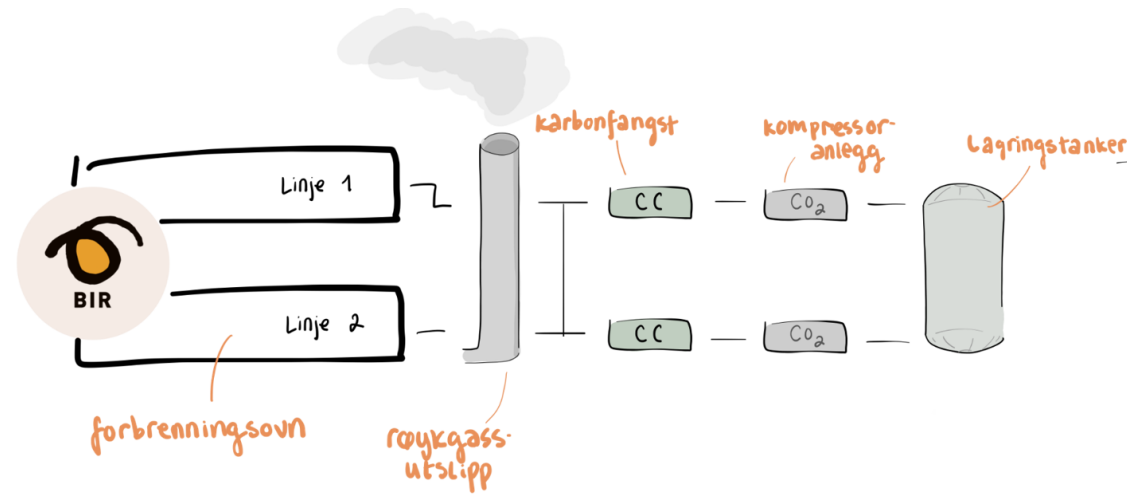 karbonfangst
kompressor-
anlegg
Lagringstanker
Linje 1
CC
CO₂
BIR
Linje 2
CC
CO₂
forbrenningsovn
røykgass-
utslipp